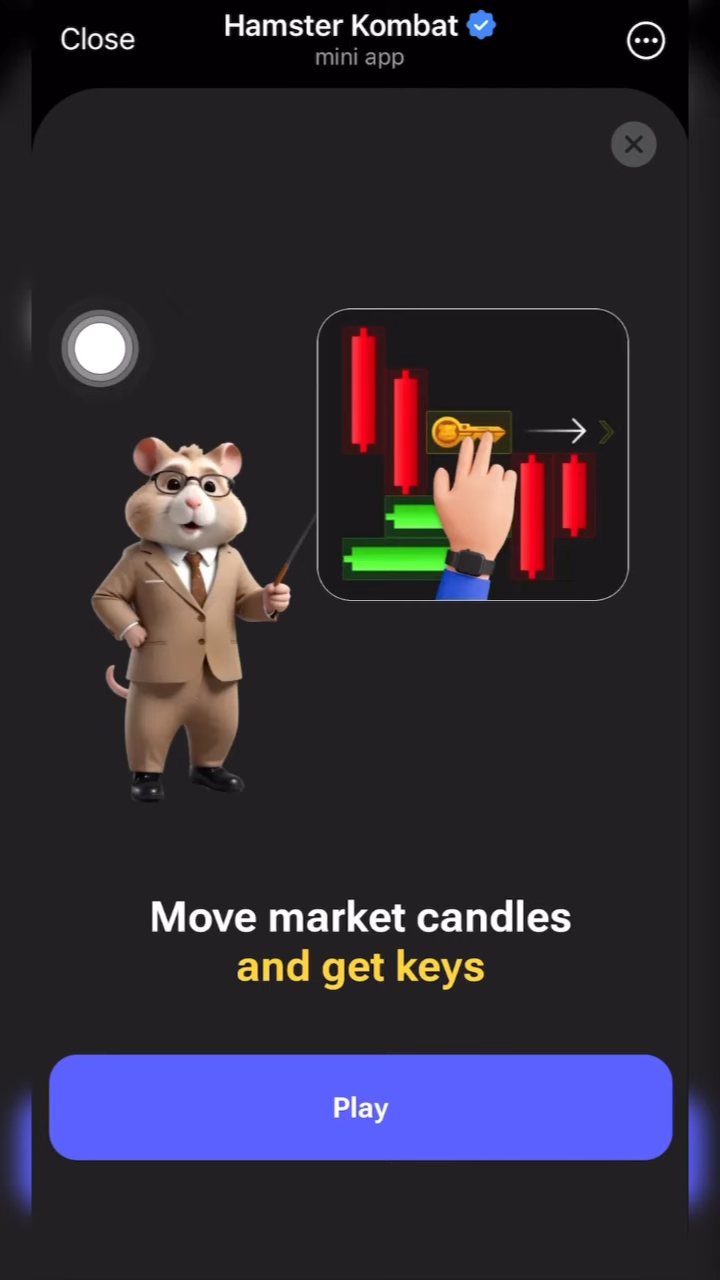 Close
Hamster Kombat
mini app
Move market candles
and get keys
Play